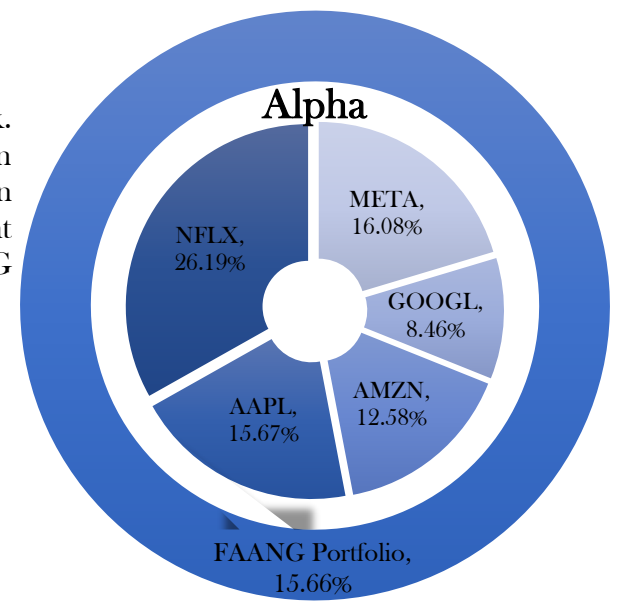 Alpha
META,
16.08%
NFLX,
26.19%
GOOGL,
8.46%
AMZN,
12.58%
AAPL,
15.67%
FAANG Portfolio,
15.66%